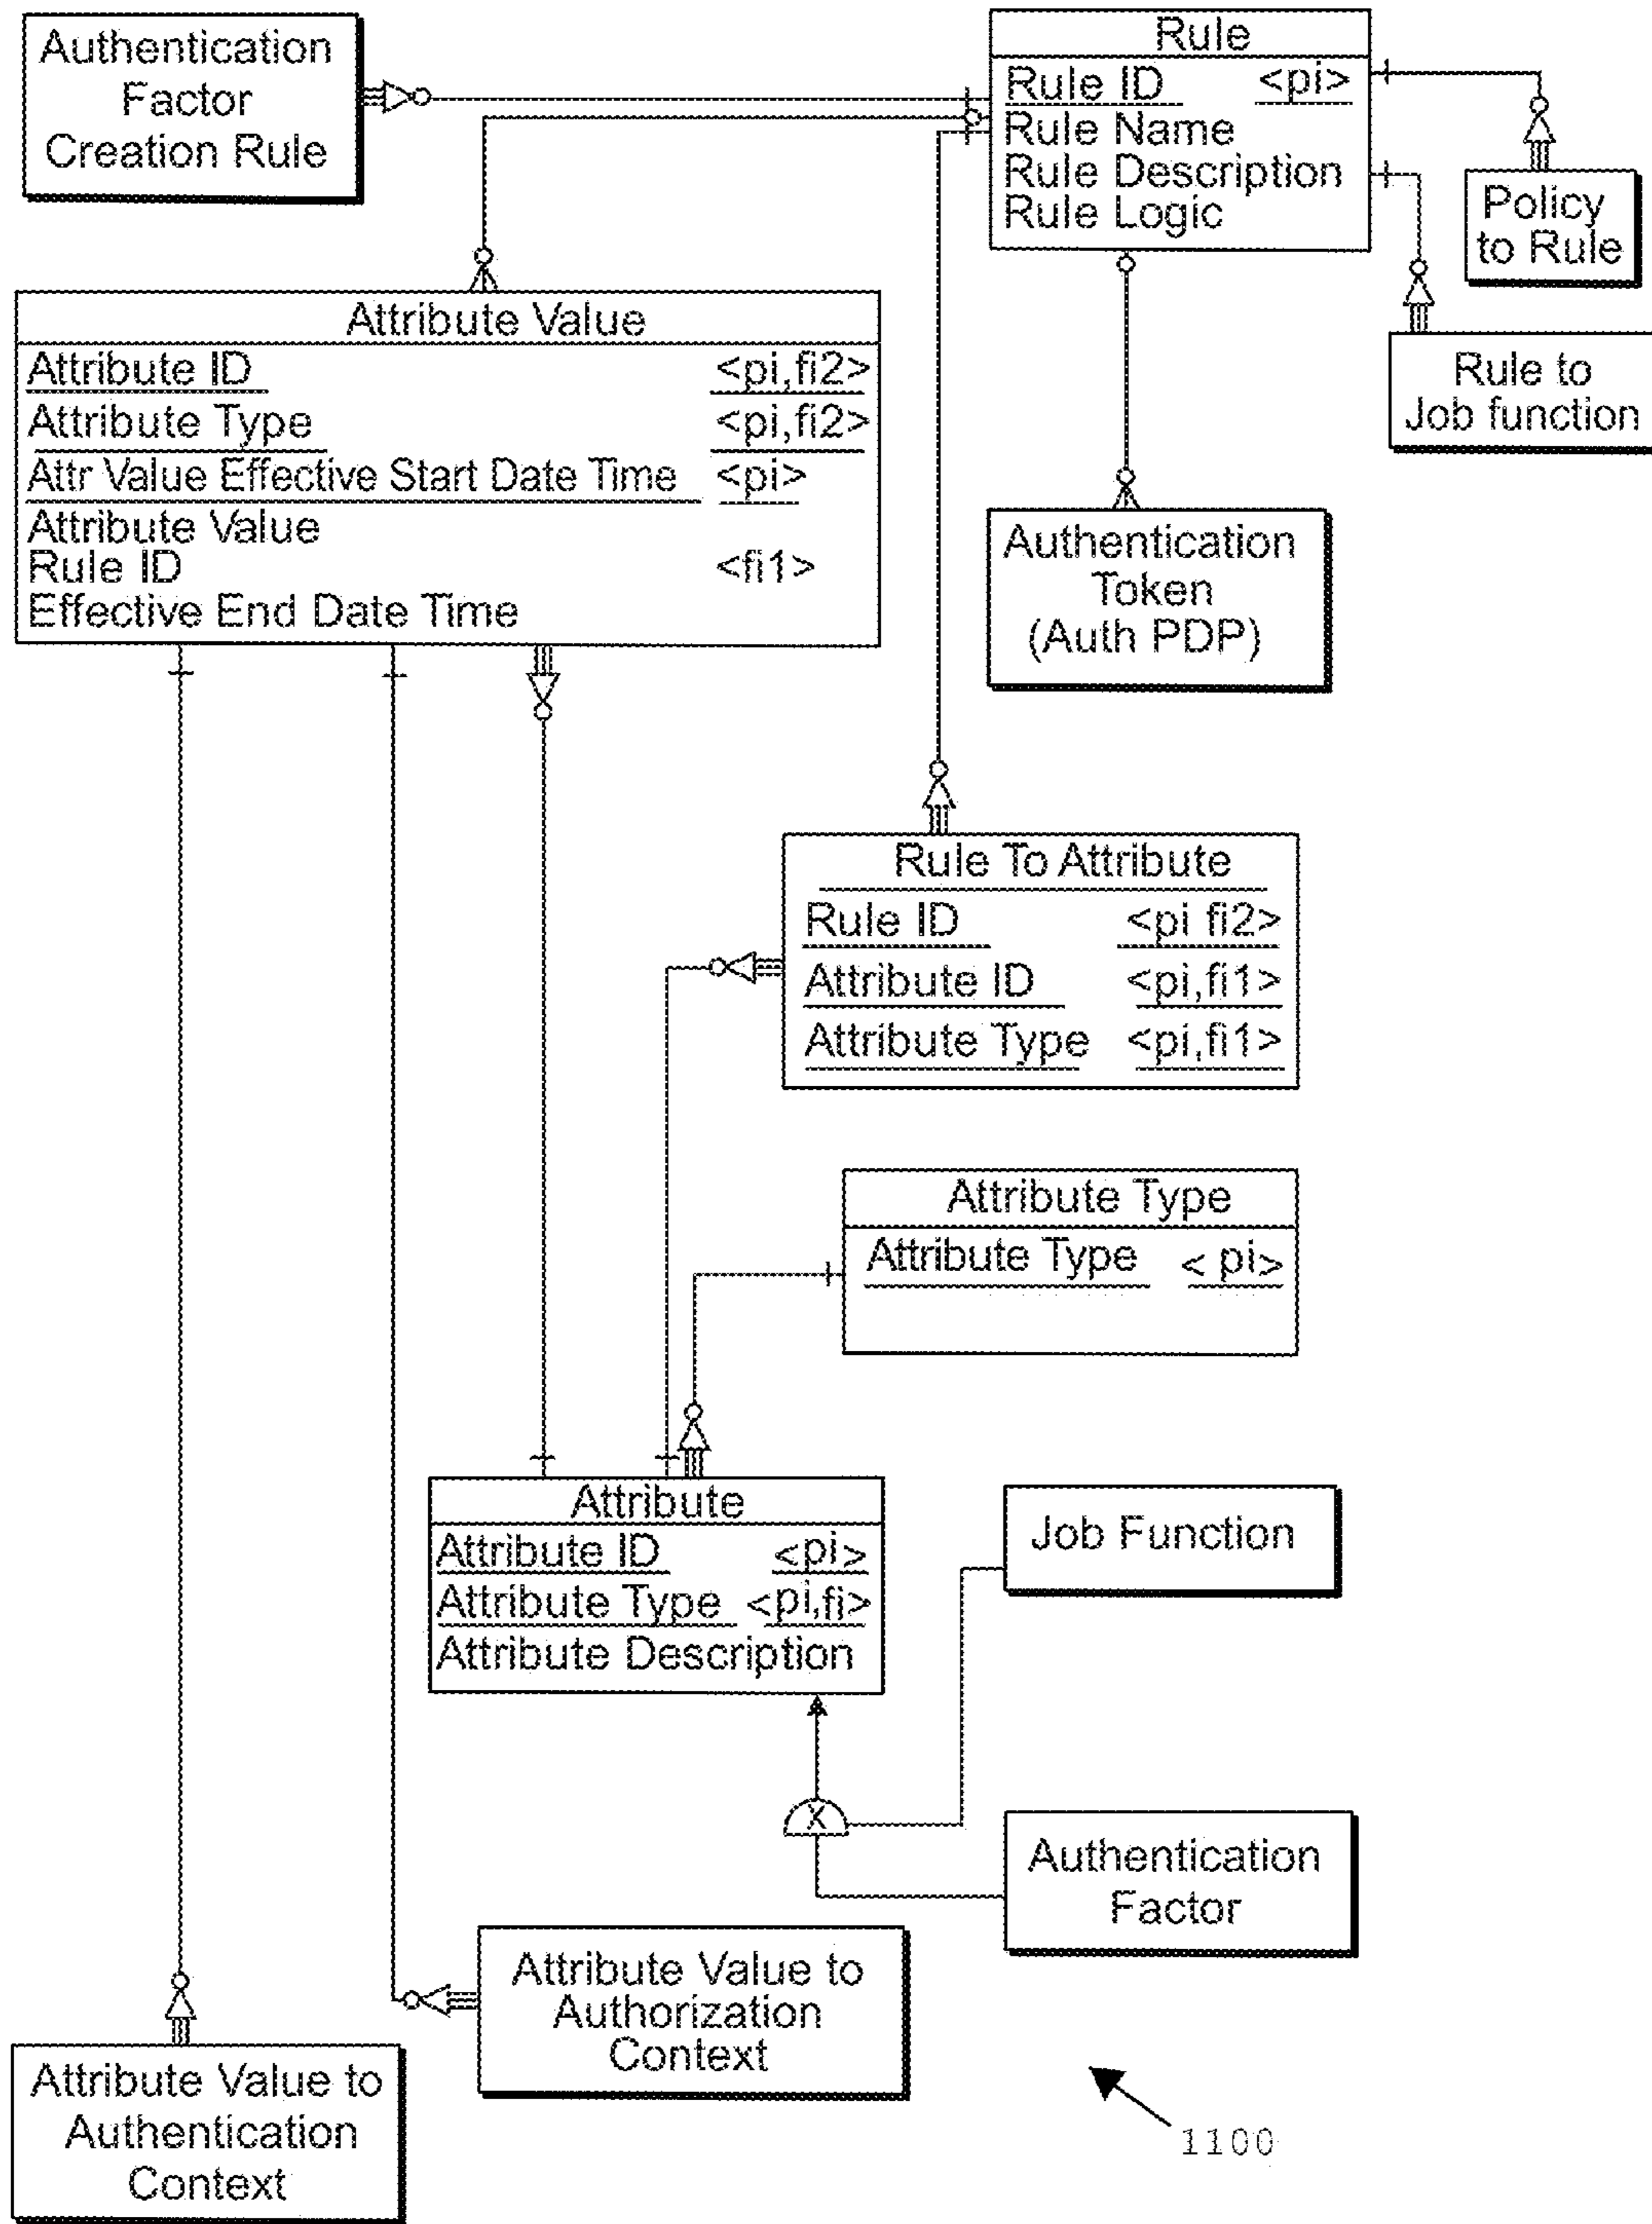 Authentication
Factor
Creation Rule
Rule
Rule ID <pi>
Rule Name
Rule Description
Rule Logic
Policy
to Rule
Rule to
Job function
Attribute Value
Attribute ID <pi,fi2>
Attribute Type <pi,fi2>
Attr Value Effective Start Date Time <pi>
Attribute Value
Rule ID <fi1>
Effective End Date Time
Authentication
Token
(Auth PDP)
Rule To Attribute
Rule ID <pi fi2>
Attribute ID <pi,fi1>
Attribute Type <pi,fi1>
Attribute Type
Attribute Type < pi>
Attribute
Attribute ID <pi>
Attribute Type <pi,fi>
Attribute Description
Job Function
X
Authentication
Factor
Attribute Value to
Authorization
Context
Attribute Value to
Authentication
Context
1100